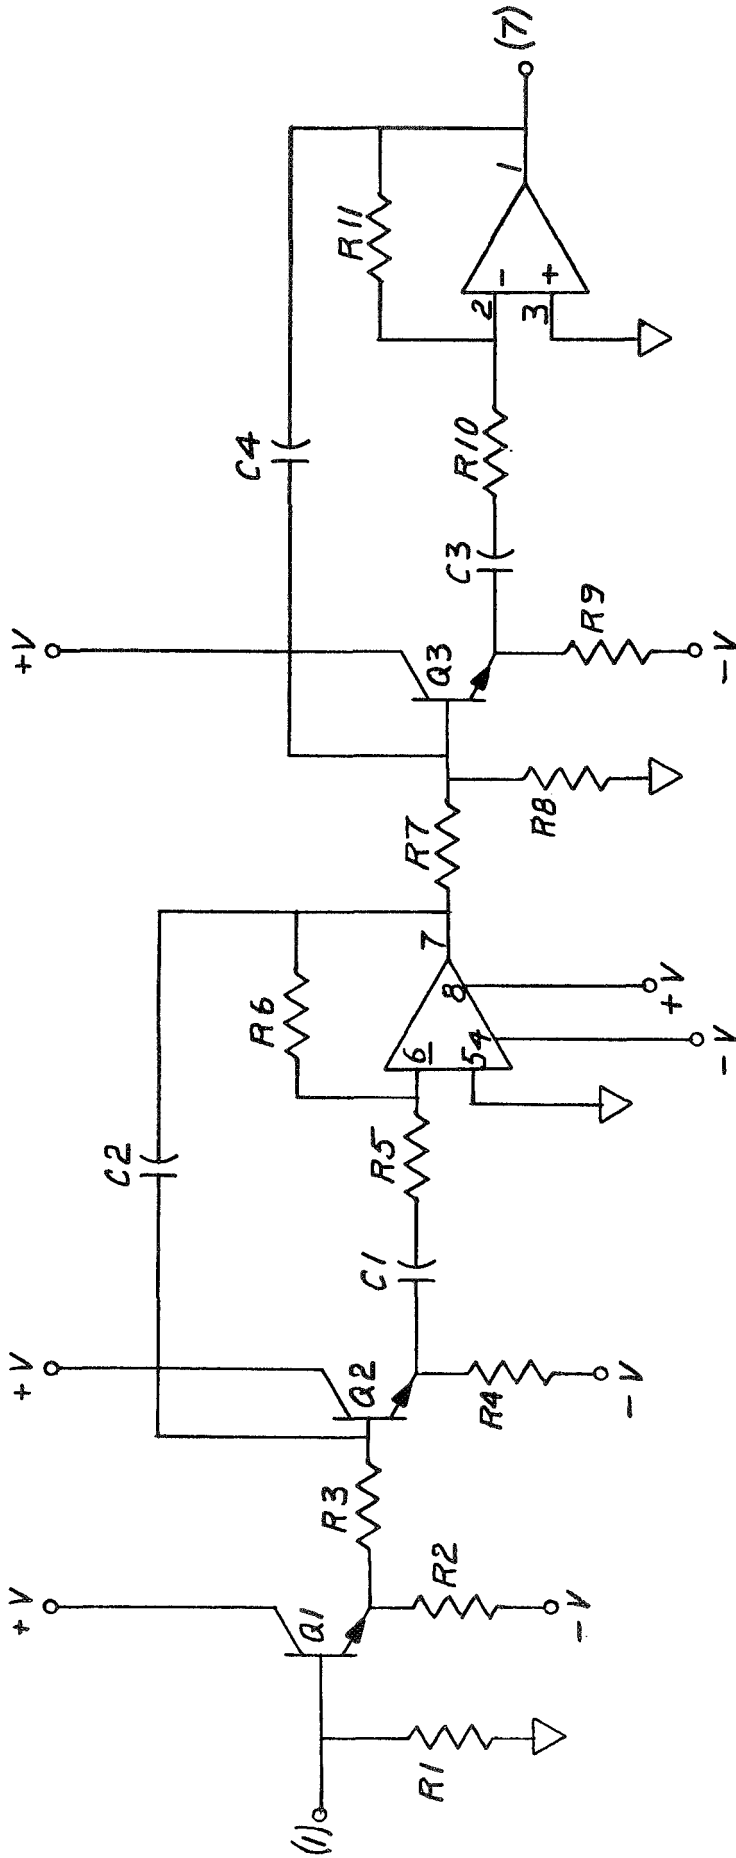 (1)
R1
+V
Q1
R2
-V
R3
+V
Q2
R4
-V
C2
C1
R5
R6
6
5
4
8
7
-V
+V
R7
R8
+V
Q3
R9
-V
C4
C3
R10
R11
2
-
3
+
1
(7)